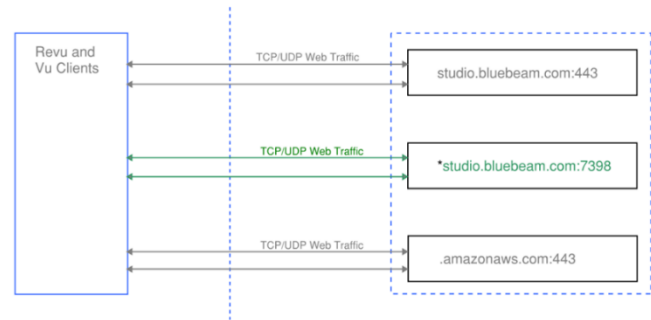 Revu and
Vu Clients
TCP/UDP Web Traffic
studio.bluebeam.com:443
TCP/UDP Web Traffic
*studio.bluebeam.com:7398
TCP/UDP Web Traffic
.amazonaws.com:443